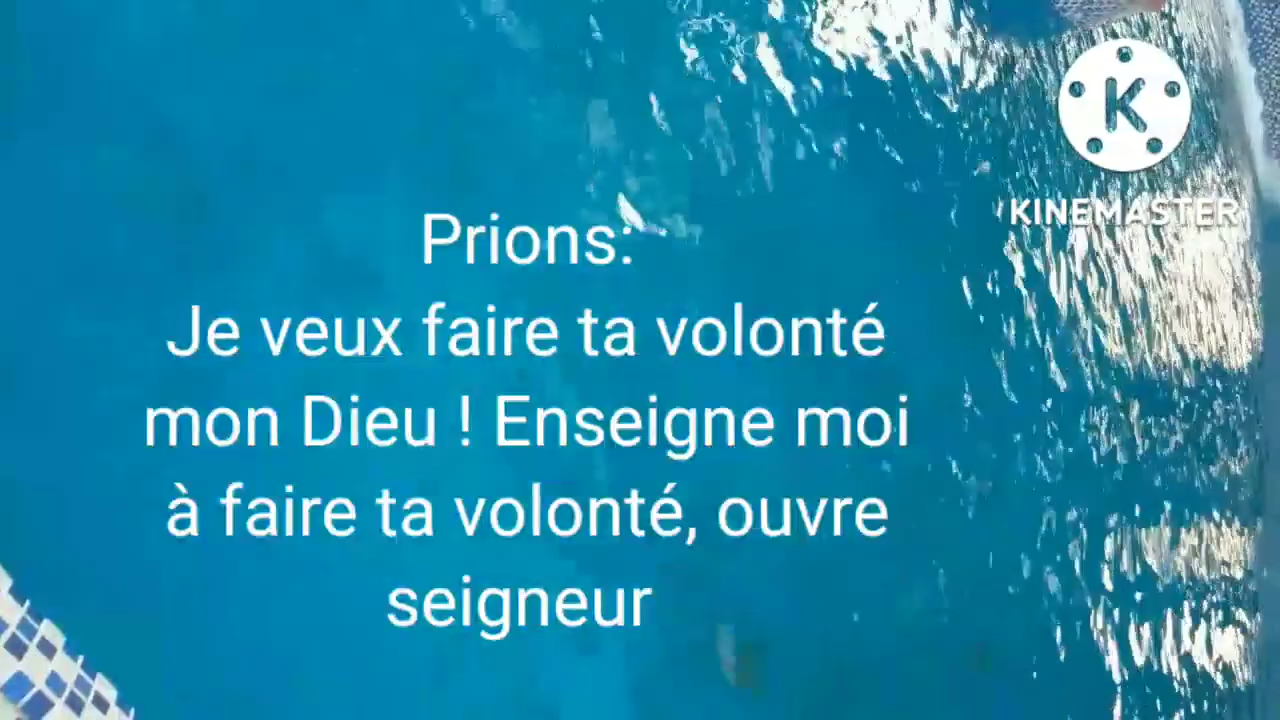 K
KINEMASTER
Prions:
Je veux faire ta volonté
mon Dieu ! Enseigne moi
à faire ta volonté, ouvre
seigneur